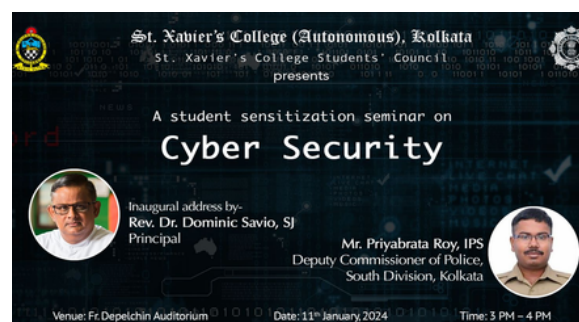 St. Xavier's College (Autonomous), Kolkata
St. Xavier's College Students' Council
presents
A student sensitization seminar on
Cyber Security
Inaugural address by-
Rev. Dr. Dominic Savio, SJ
Principal
Mr. Priyabrata Roy, IPS
Deputy Commissioner of Police,
South Division, Kolkata
Venue: Fr. Depelchin Auditorium
Date: 11th January, 2024
Time: 3 PM – 4 PM